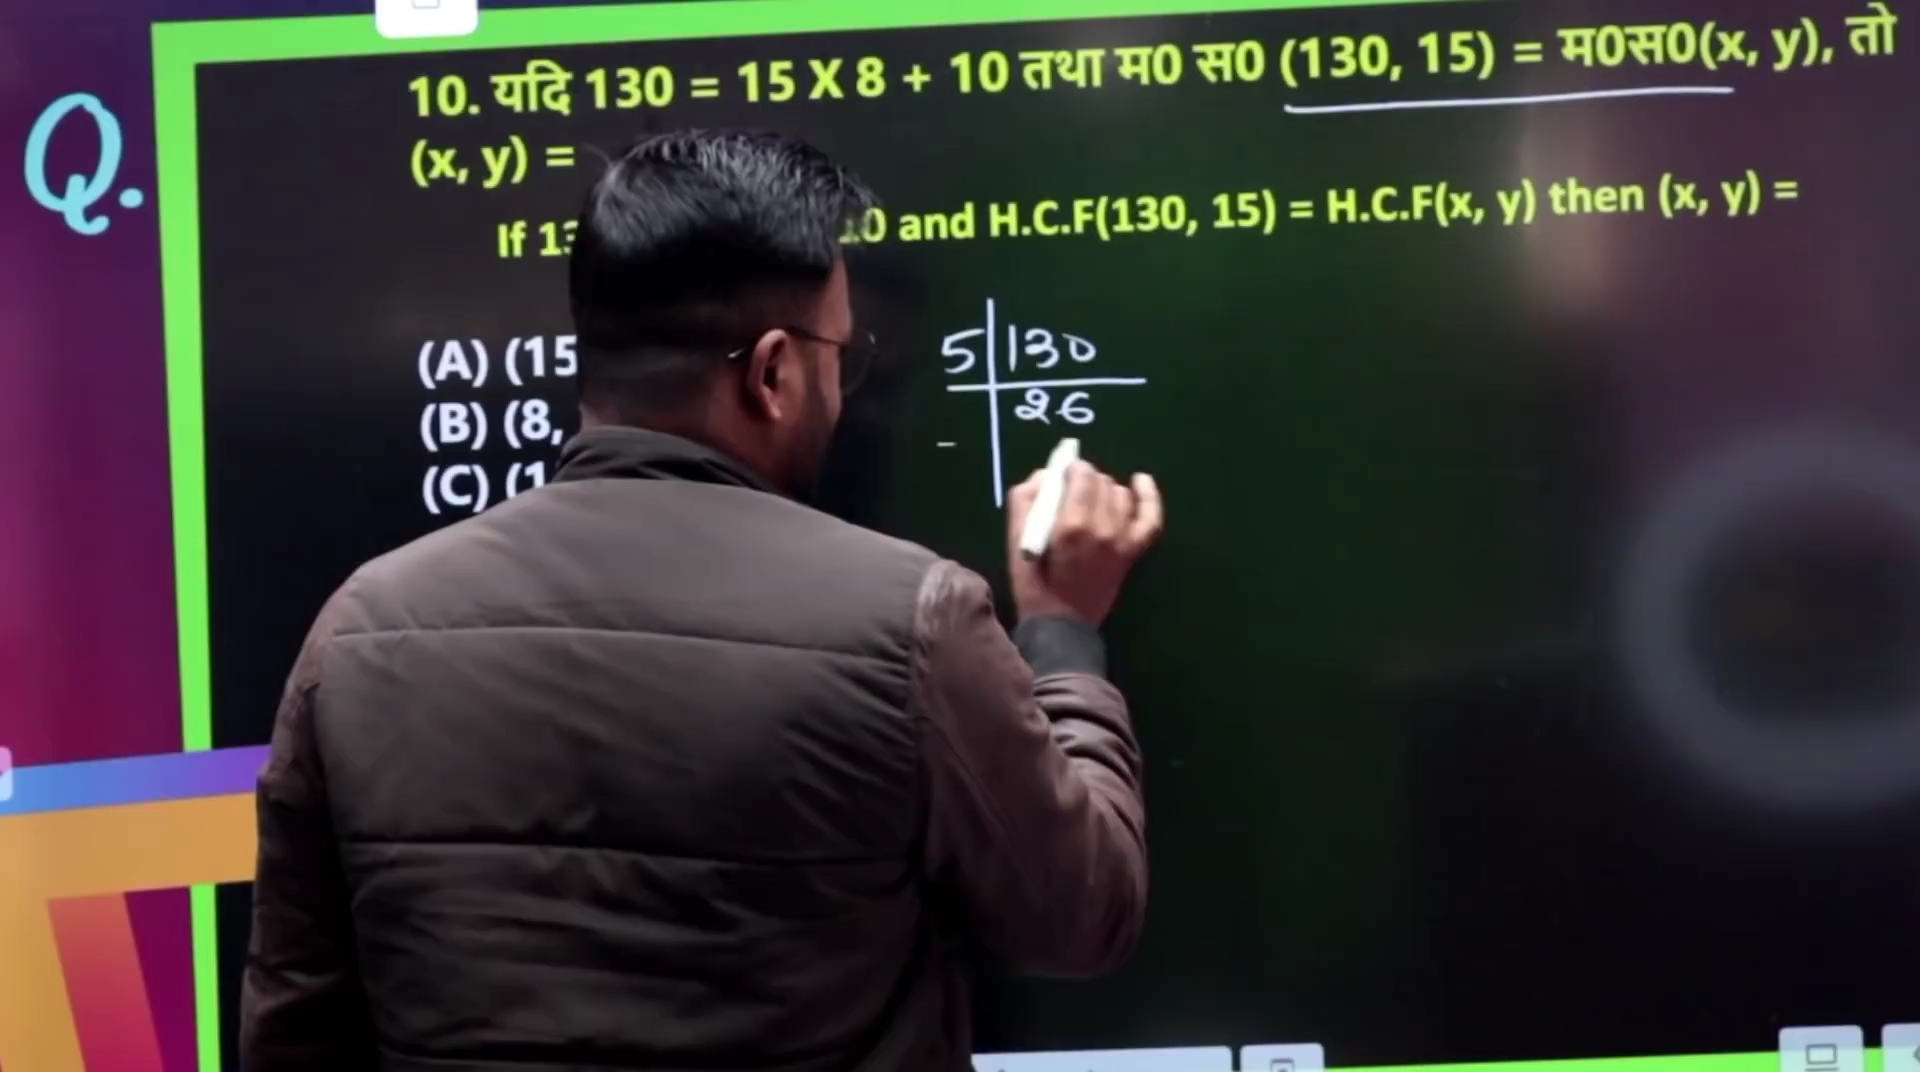 Q.
10. यदि 130 = 15 X 8 + 10 तथा म0 स0 (130, 15) = म0स0(x, y), तो
(x, y) =
If 0 and H.C.F(130, 15) = H.C.F(x, y) then (x, y) =
(A) (15
(B) (8,
(C) (1
5 130
26